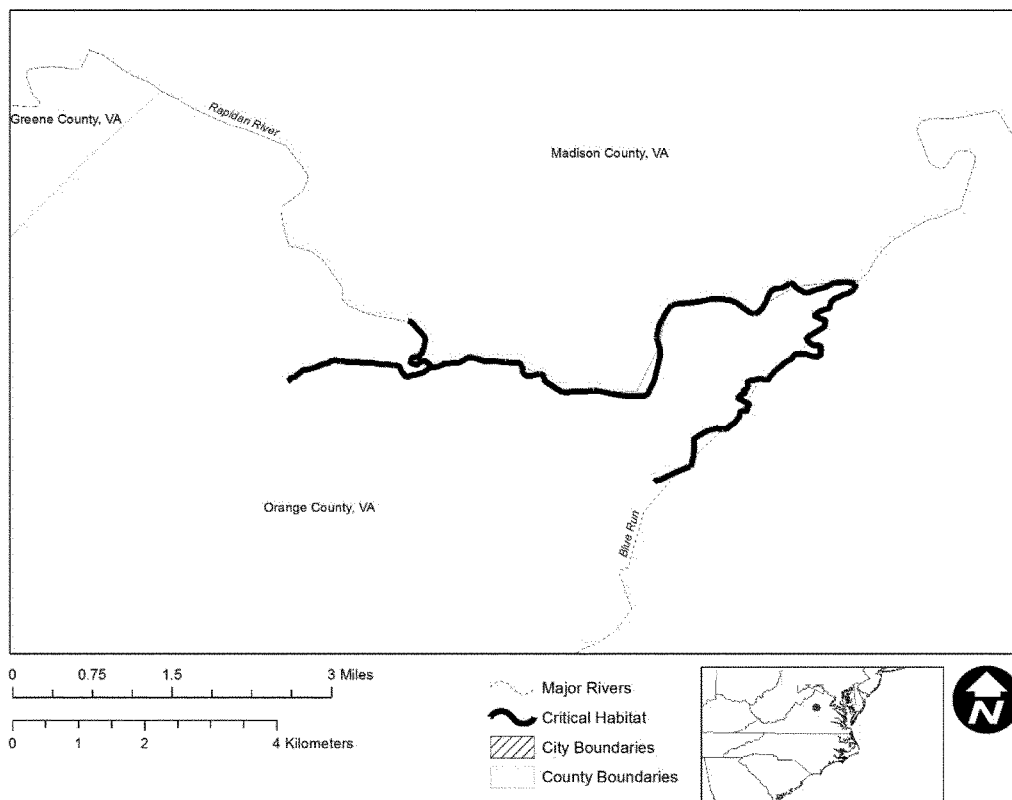 Rapidan River
Greene County, VA
Madison County, VA
Orange County, VA
Blue Run
0 0.75 1.5 3 Miles
0 1 2 4 Kilometers
Major Rivers
Critical Habitat
City Boundaries
County Boundaries
N